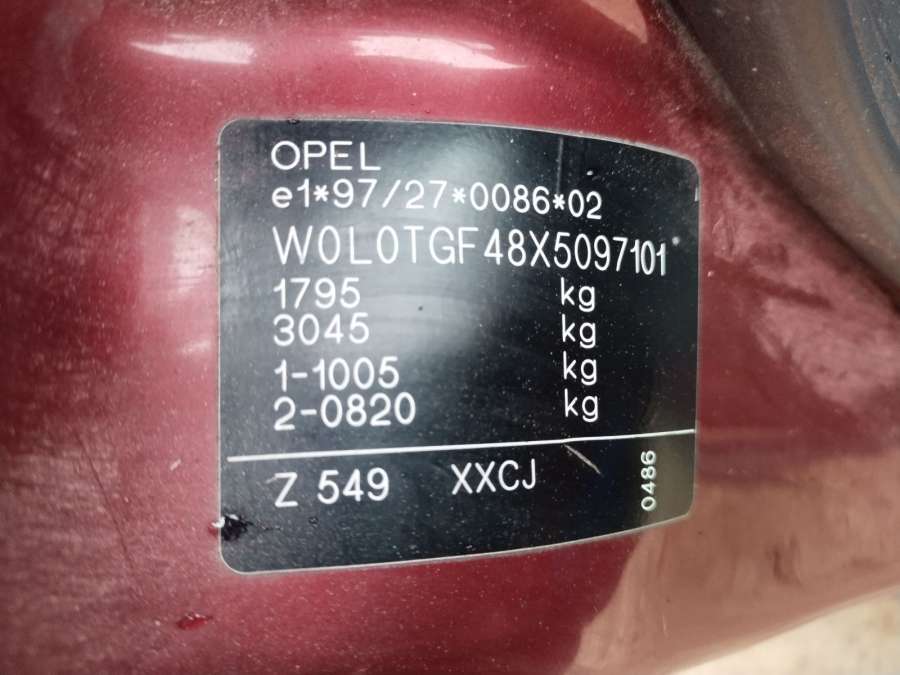 OPEL
e1*97/27*0086*02
W0L0TGF48X5097101
1795 kg
3045 kg
1-1005 kg
2-0820 kg
Z 549 XXCJ
0486